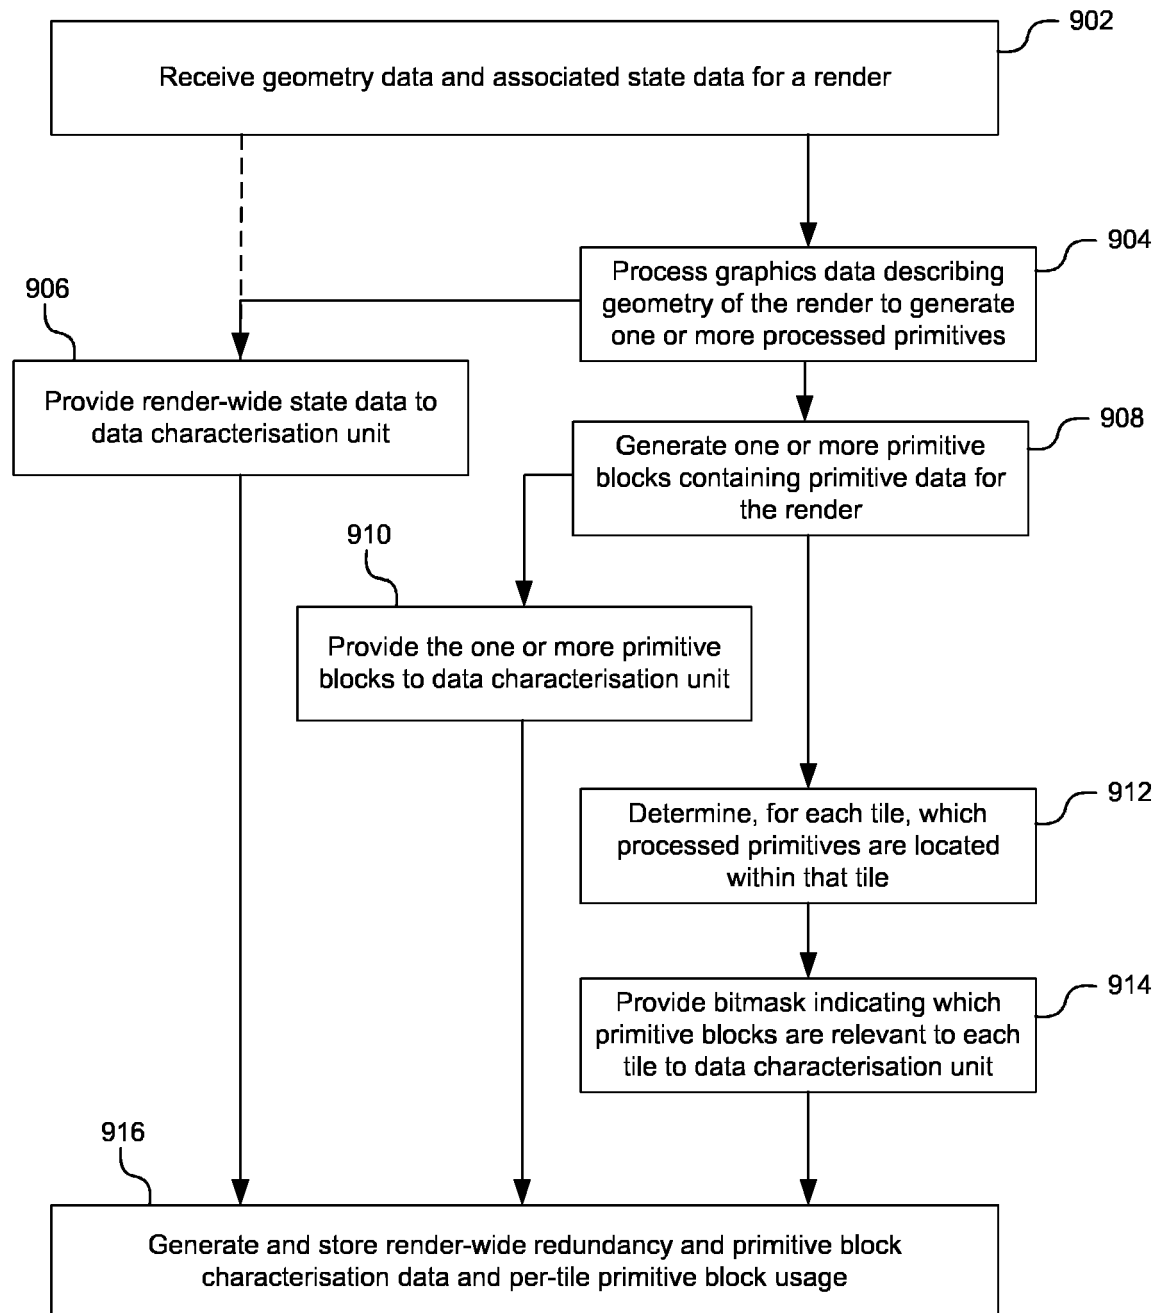 902
Receive geometry data and associated state data for a render
904
Process graphics data describing
geometry of the render to generate
one or more processed primitives
906
Provide render-wide state data to
data characterisation unit
908
Generate one or more primitive
blocks containing primitive data for
the render
910
Provide the one or more primitive
blocks to data characterisation unit
912
Determine, for each tile, which
processed primitives are located
within that tile
914
Provide bitmask indicating which
primitive blocks are relevant to each
tile to data characterisation unit
916
Generate and store render-wide redundancy and primitive block
characterisation data and per-tile primitive block usage